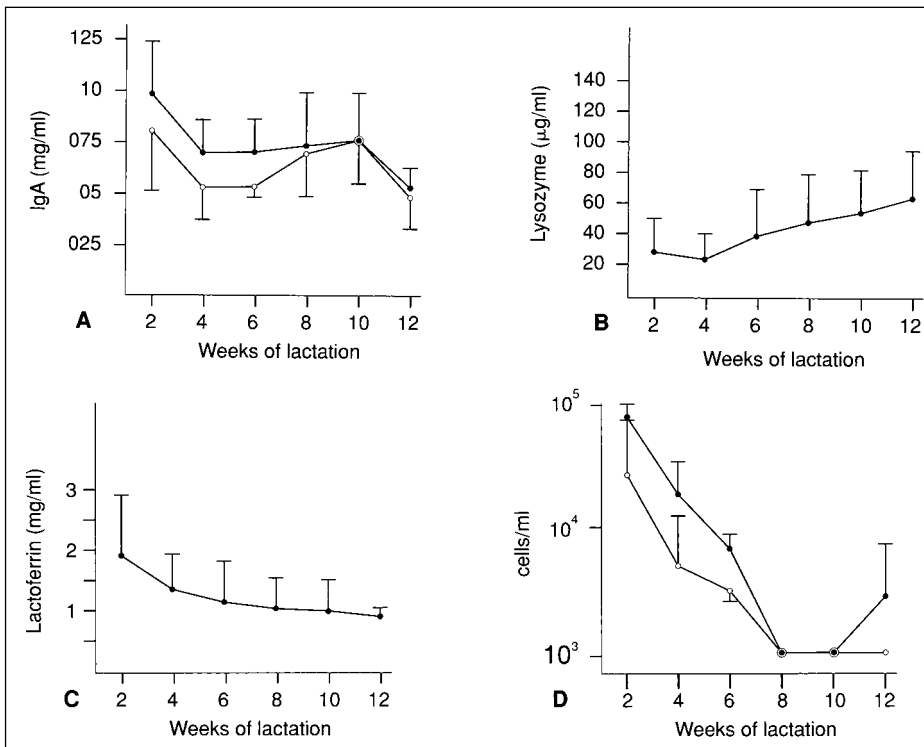 125
10
075
05
025
IgA (mg/ml)
A
2 4 6 8 10 12
Weeks of lactation
140
120
100
80
60
40
20
Lysozyme (μg/ml)
B
2 4 6 8 10 12
Weeks of lactation
3
2
1
Lactoferrin (mg/ml)
C
2 4 6 8 10 12
Weeks of lactation
10⁵
10⁴
10³
cells/ml
D
2 4 6 8 10 12
Weeks of lactation